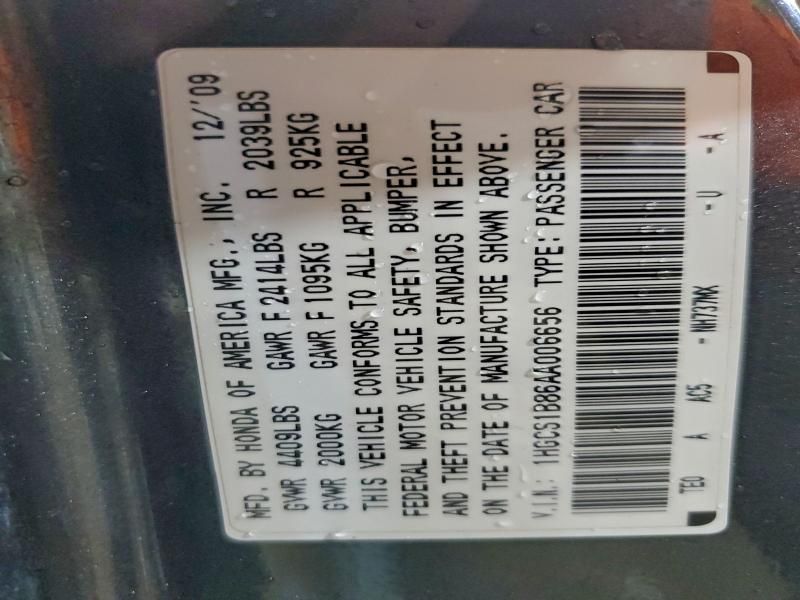 MFD. BY HONDA OF AMERICA MFG., INC. 12/'09
GVWR 4409LBS GAWR F 2414LBS R 2039LBS
GVWR 2000KG GAWR F 1095KG R 925KG
THIS VEHICLE CONFORMS TO ALL APPLICABLE
FEDERAL MOTOR VEHICLE SAFETY, BUMPER,
AND THEFT PREVENTION STANDARDS IN EFFECT
ON THE DATE OF MANUFACTURE SHOWN ABOVE.
V.I.N.: 1HGCS1B86AA006656 TYPE: PASSENGER CAR
TE0 A AC5 - NH737MX -U -A